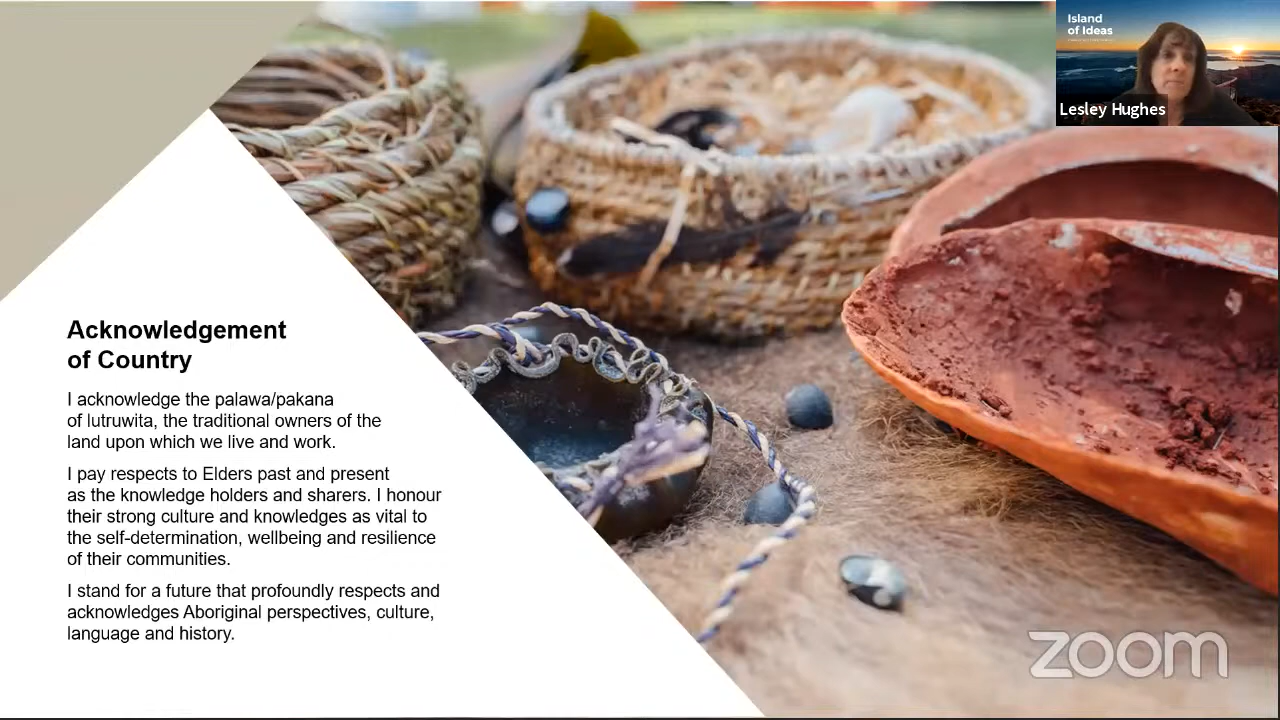 Island
of Ideas
Lesley Hughes
Acknowledgement
of Country
I acknowledge the palawa/pakana
of lutruwita, the traditional owners of the
land upon which we live and work.
I pay respects to Elders past and present
as the knowledge holders and sharers. I honour
their strong culture and knowledges as vital to
the self-determination, wellbeing and resilience
of their communities.
I stand for a future that profoundly respects and
acknowledges Aboriginal perspectives, culture,
language and history.
zoom